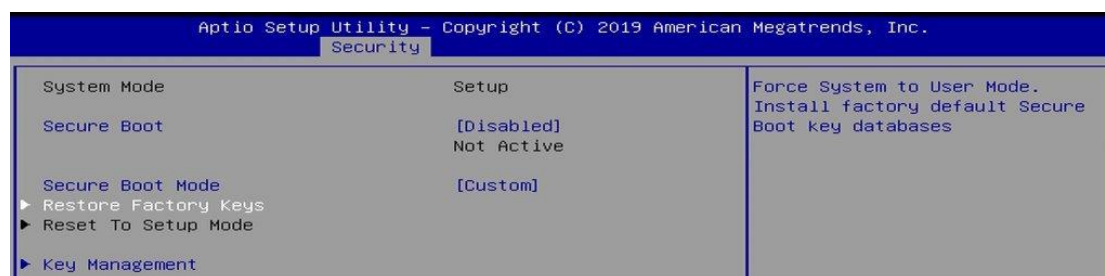 Aptio Setup Utility – Copyright (C) 2019 American Megatrends, Inc.
Security
System Mode Setup
Secure Boot [Disabled]
Not Active
Secure Boot Mode [Custom]
Restore Factory Keys
Reset To Setup Mode
Key Management
Force System to User Mode.
Install factory default Secure
Boot key databases